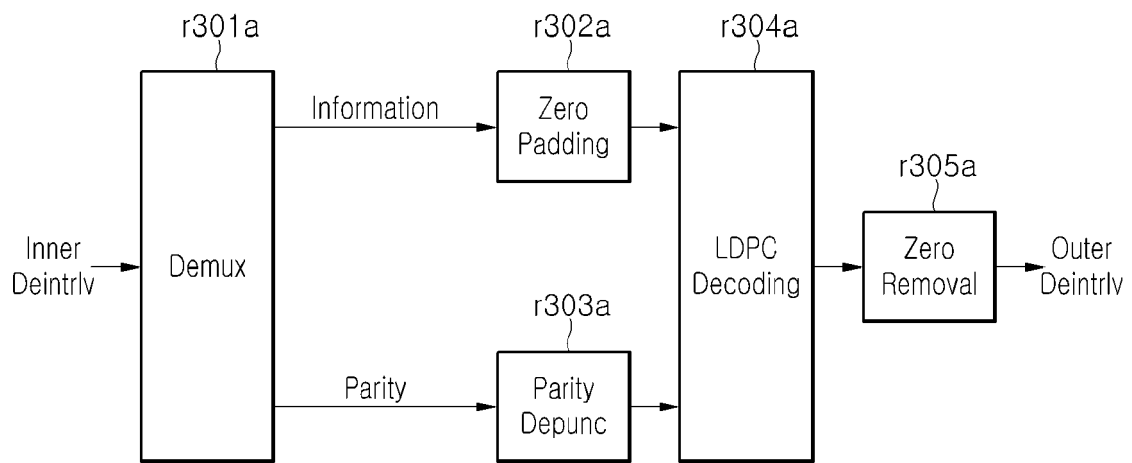 r301a
r302a
r304a
Information
Zero
Padding
r305a
Inner
Deintrlv
Demux
LDPC
Decoding
Zero
Removal
Outer
Deintrlv
r303a
Parity
Parity
Depunc